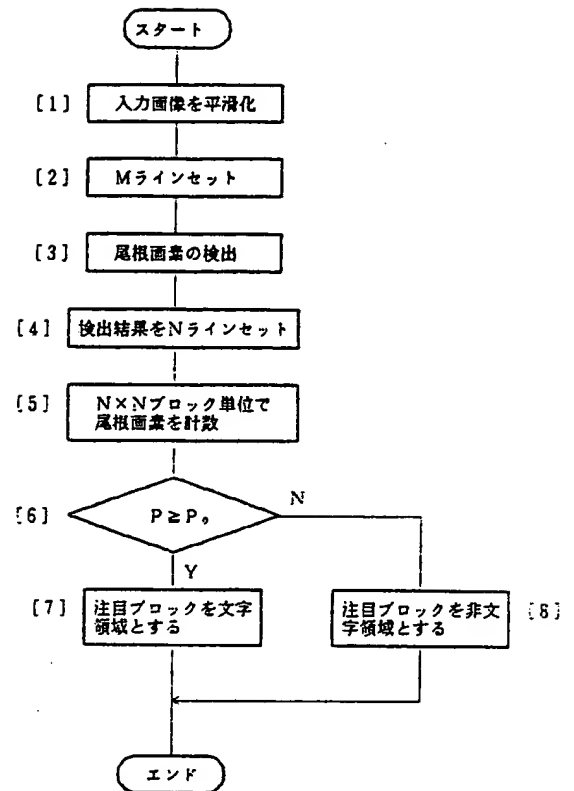 スタート
[1] 入力画像を平滑化
[2] Mラインセット
[3] 尾根画素の検出
[4] 検出結果をNラインセット
[5] N×Nブロック単位で
尾根画素を計数
[6] P≧P₀ N
Y
[7] 注目ブロックを文字
領域とする
注目ブロックを非文 [8]
字領域とする
エンド